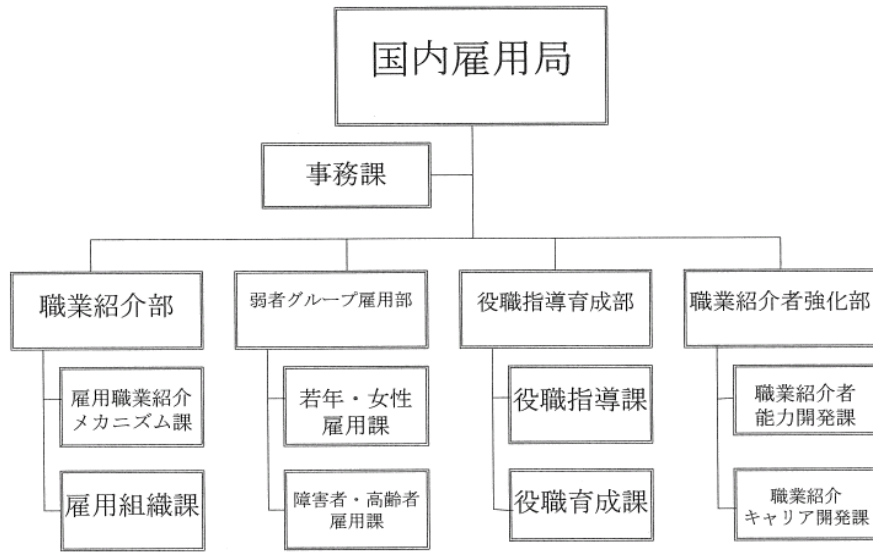 国内雇用局
事務課
職業紹介部
弱者グループ雇用部
役職指導育成部
職業紹介者強化部
雇用職業紹介
メカニズム課
若年・女性
雇用課
役職指導課
職業紹介者
能力開発課
雇用組織課
障害者・高齢者
雇用課
役職育成課
職業紹介
キャリア開発課